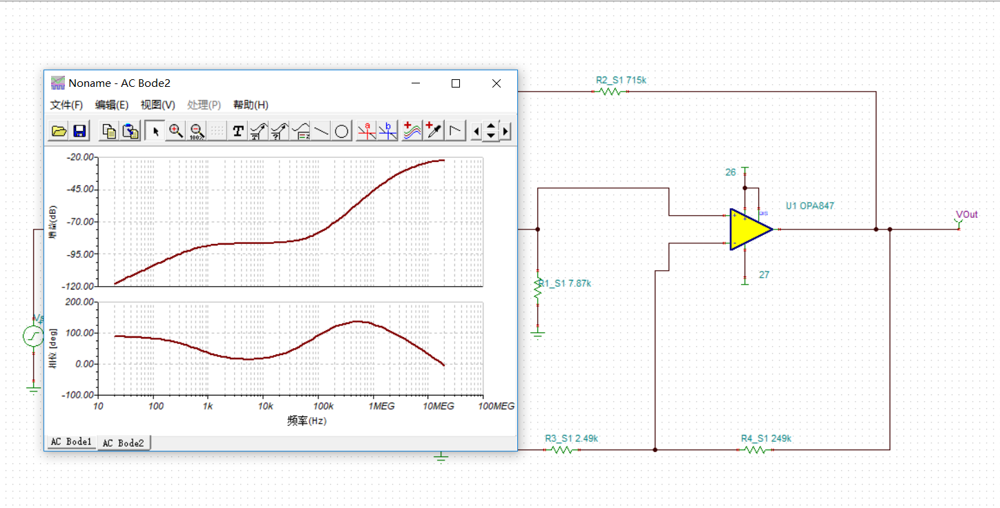 Noname - AC Bode2
文件(F) 编辑(E) 视图(V) 处理(P) 帮助(H)
T
100%
a
b
-20.00
-45.00
-70.00
-95.00
-120.00
增益(dB)
200.00
100.00
0.00
-100.00
相位 [deg]
10 100 1k 10k 100k 1MEG 10MEG 100MEG
频率(Hz)
AC Bode1 AC Bode2
R2_S1 715k
26
DIS
U1 OPA847
VOut
27
R1_S1 7.87k
R3_S1 2.49k
R4_S1 249k